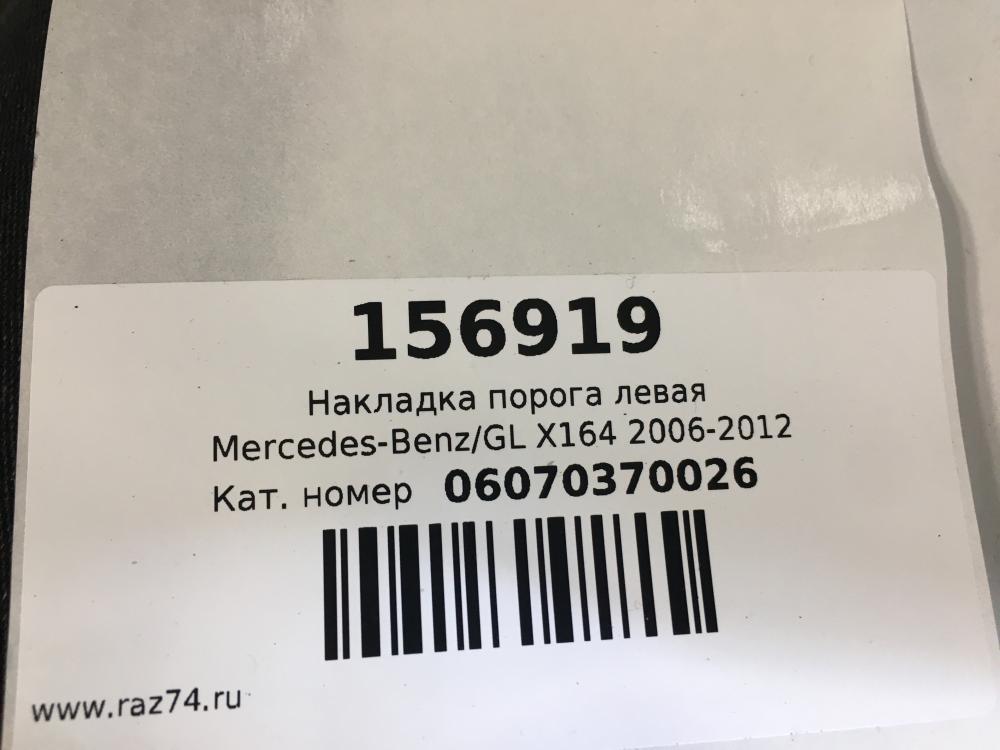 156919
Накладка порога левая
Mercedes-Benz/GL X164 2006-2012
Кат. номер 06070370026
www.raz74.ru